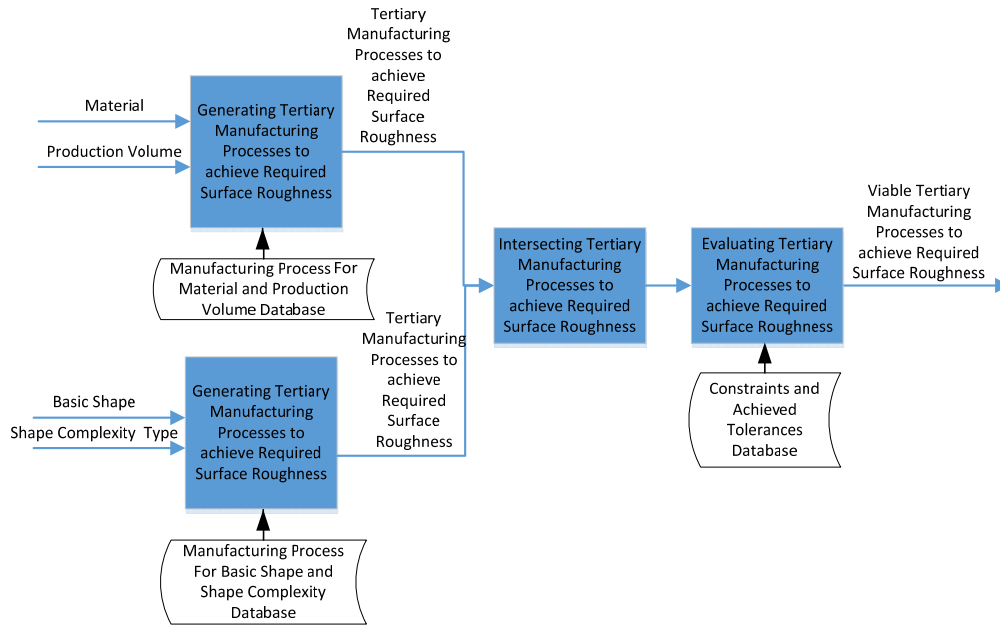 Tertiary
Manufacturing
Processes to
achieve
Required
Surface
Roughness
Material
Production Volume
Generating Tertiary
Manufacturing
Processes to
achieve Required
Surface Roughness
Manufacturing Process For
Material and Production
Volume Database
Basic Shape
Shape Complexity Type
Generating Tertiary
Manufacturing
Processes to
achieve Required
Surface Roughness
Manufacturing Process
For Basic Shape and
Shape Complexity
Database
Tertiary
Manufacturing
Processes to
achieve
Required
Surface
Roughness
Intersecting Tertiary
Manufacturing
Processes to
achieve Required
Surface Roughness
Evaluating Tertiary
Manufacturing
Processes to
achieve Required
Surface Roughness
Constraints and
Achieved
Tolerances
Database
Viable Tertiary
Manufacturing
Processes to
achieve Required
Surface Roughness